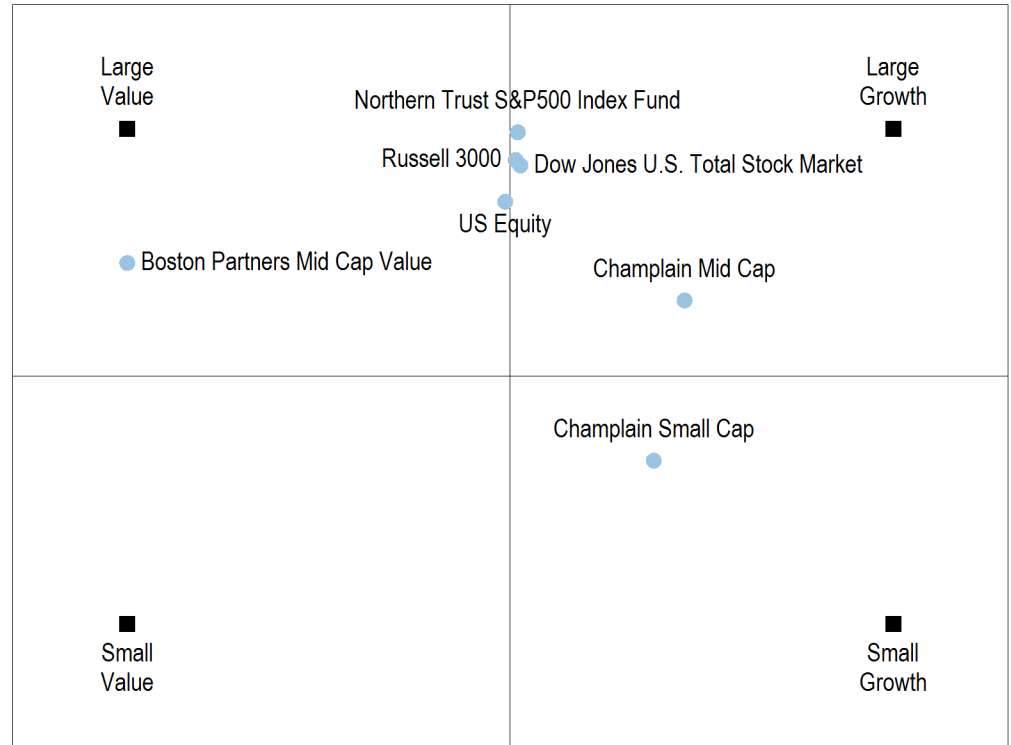 Large
Value
Large
Growth
Northern Trust S&P500 Index Fund
Russell 3000
Dow Jones U.S. Total Stock Market
US Equity
Boston Partners Mid Cap Value
Champlain Mid Cap
Champlain Small Cap
Small
Value
Small
Growth